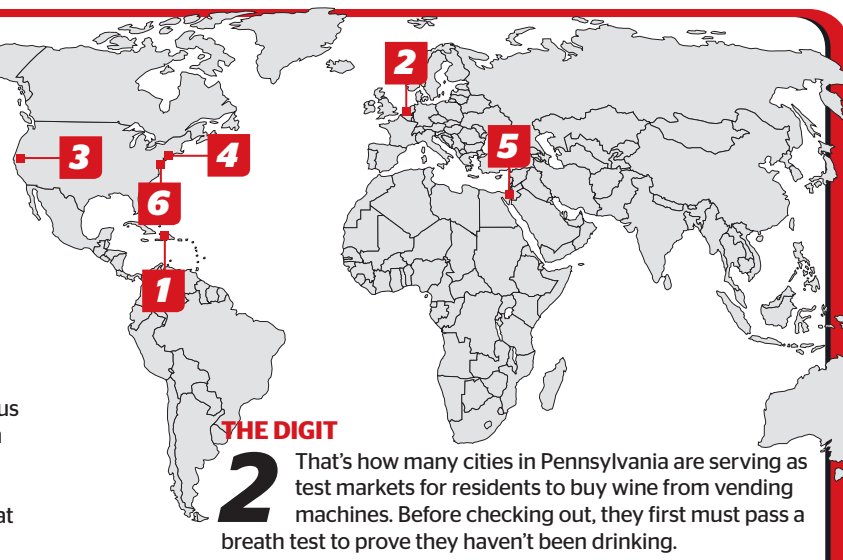 2
5
3
4
6
1
us
at
THE DIGIT
2 That's how many cities in Pennsylvania are serving as
test markets for residents to buy wine from vending
machines. Before checking out, they first must pass a
breath test to prove they haven't been drinking.